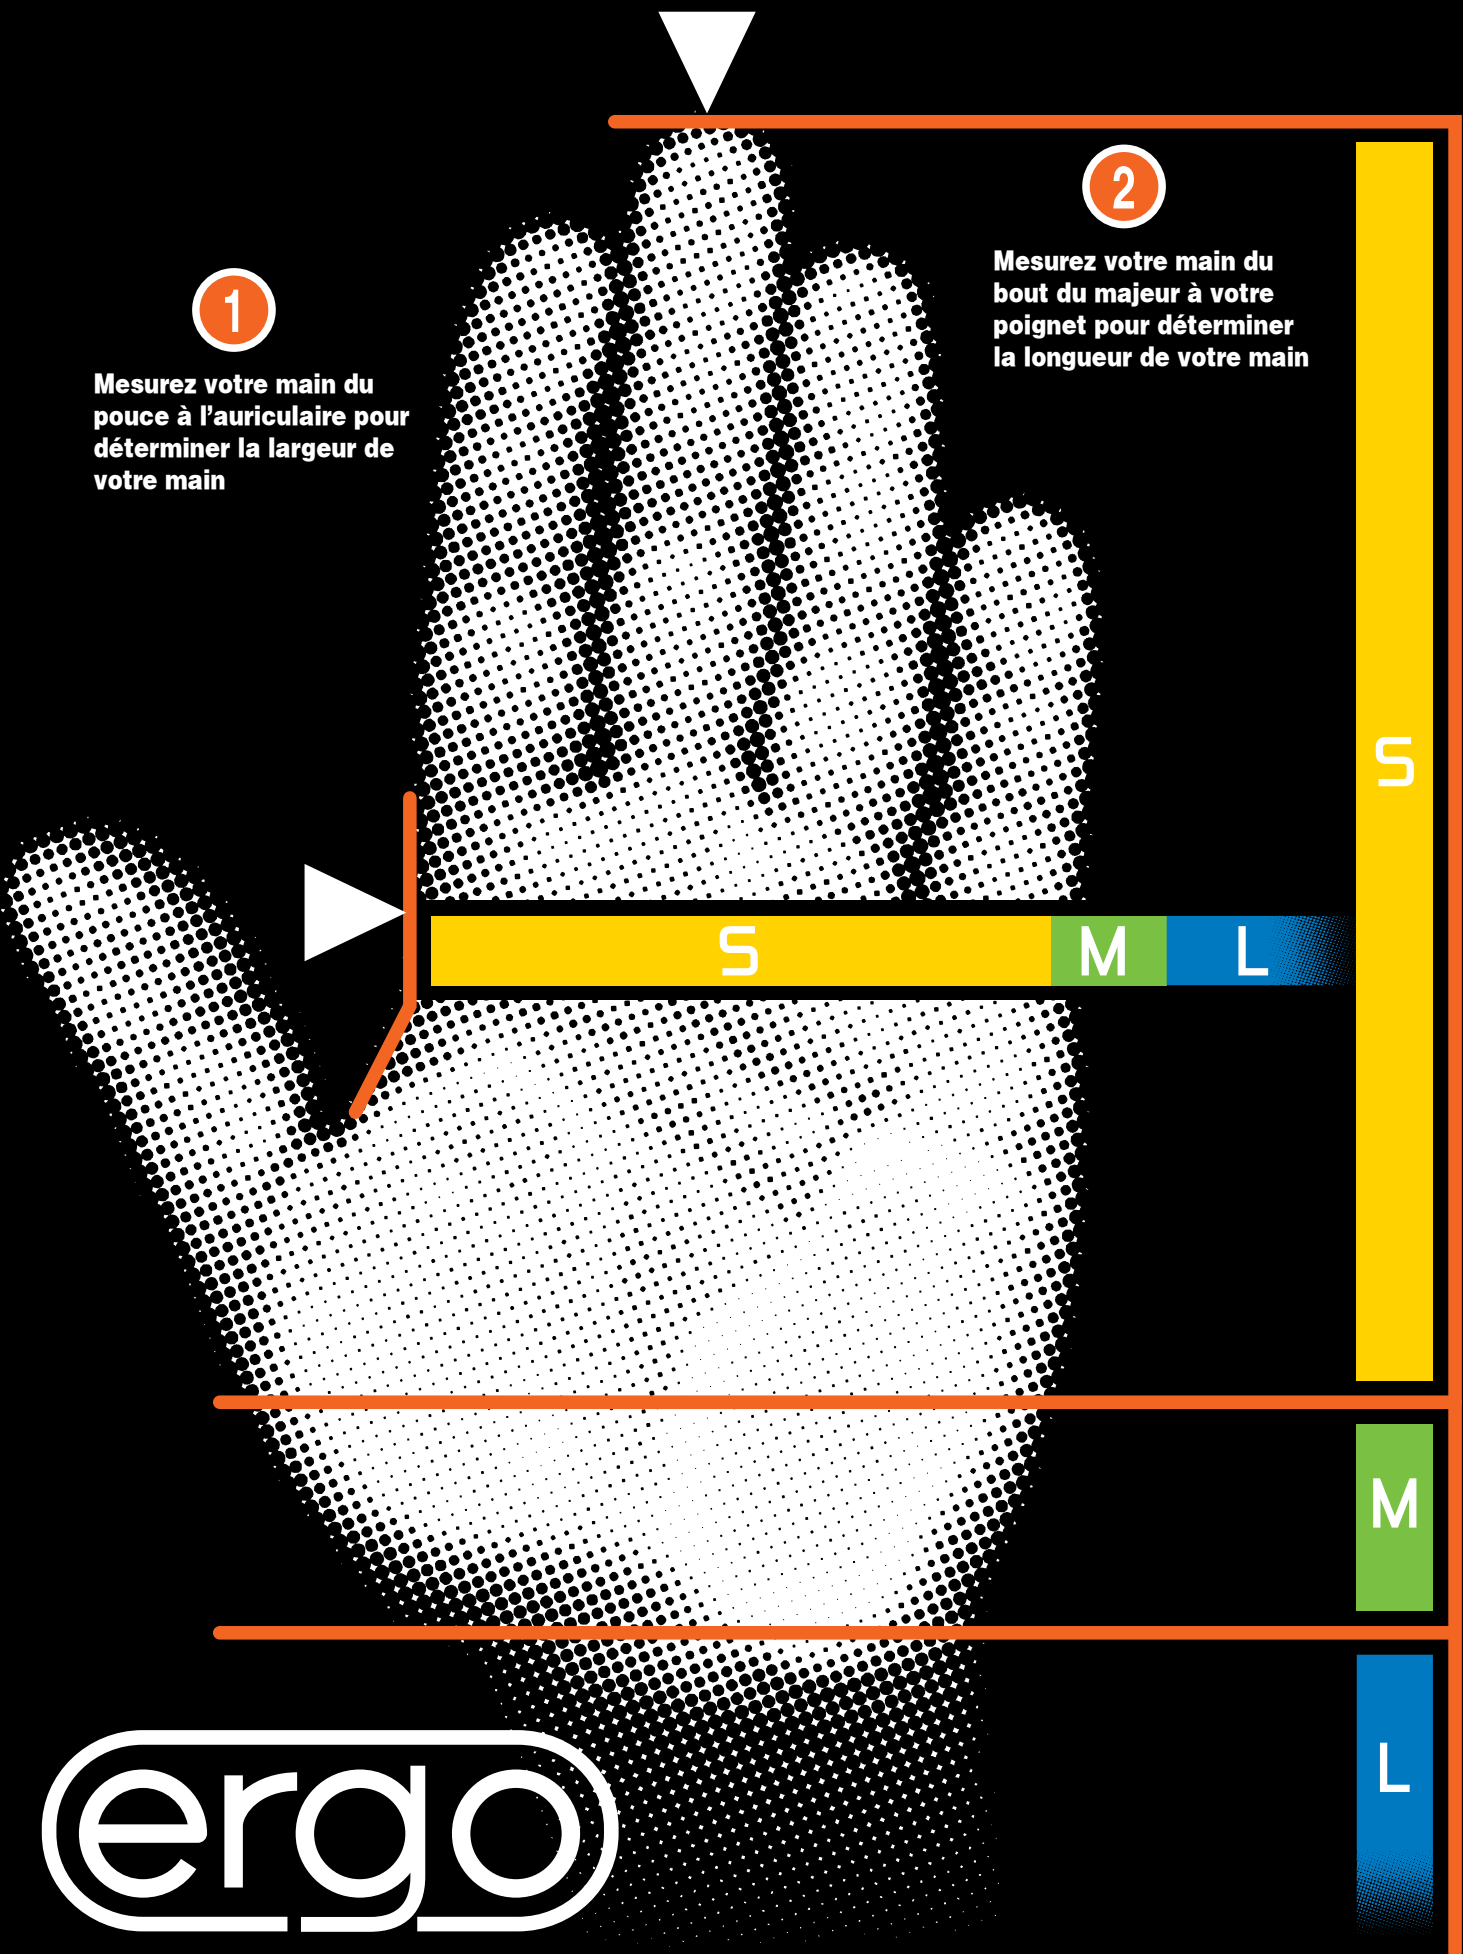 1
Mesurez votre main du
pouce à l’auriculaire pour
déterminer la largeur de
votre main
2
Mesurez votre main du
bout du majeur à votre
poignet pour déterminer
la longueur de votre main
S
S M L
M
L
ergo